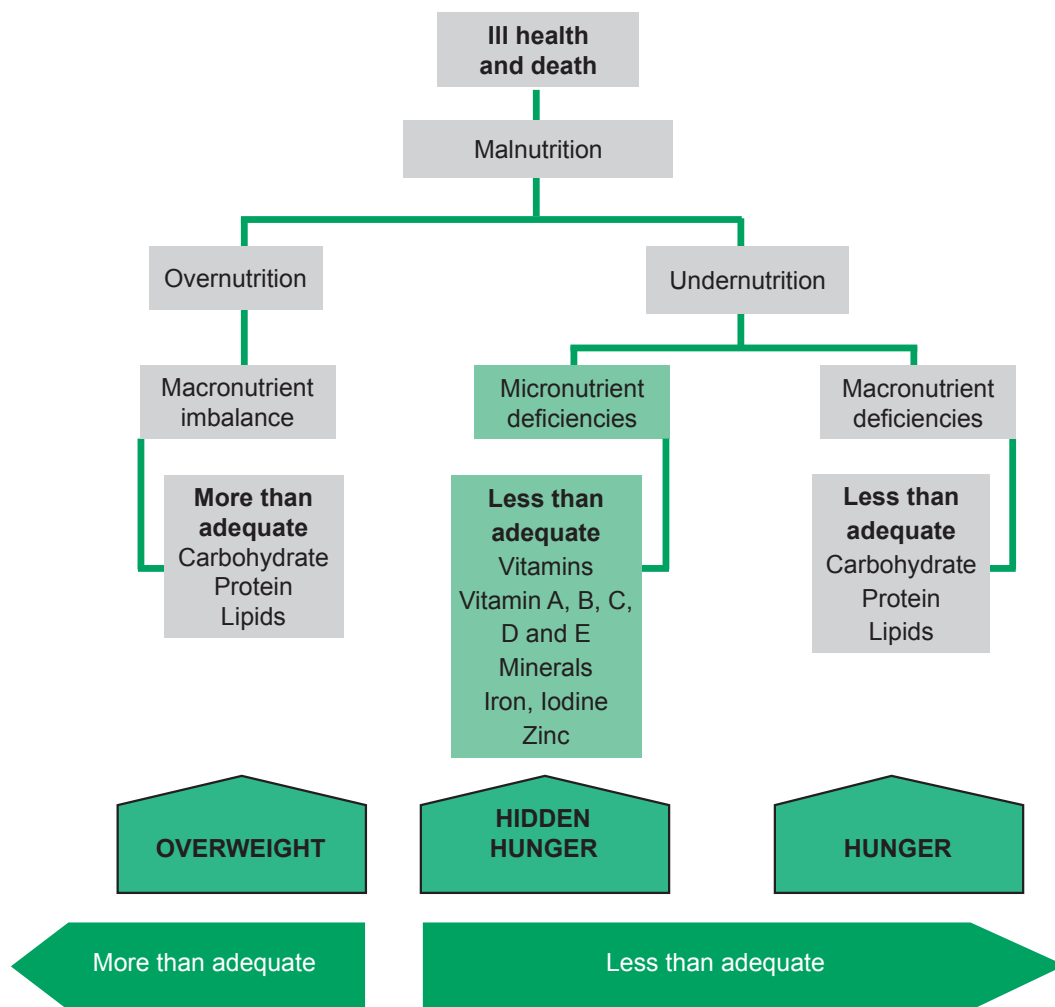 Ill health
and death
Malnutrition
Overnutrition
Undernutrition
Macronutrient
imbalance
Micronutrient
deficiencies
Macronutrient
deficiencies
More than
adequate
Carbohydrate
Protein
Lipids
Less than
adequate
Vitamins
Vitamin A, B, C,
D and E
Minerals
Iron, Iodine
Zinc
Less than
adequate
Carbohydrate
Protein
Lipids
OVERWEIGHT
HIDDEN
HUNGER
HUNGER
More than adequate
Less than adequate